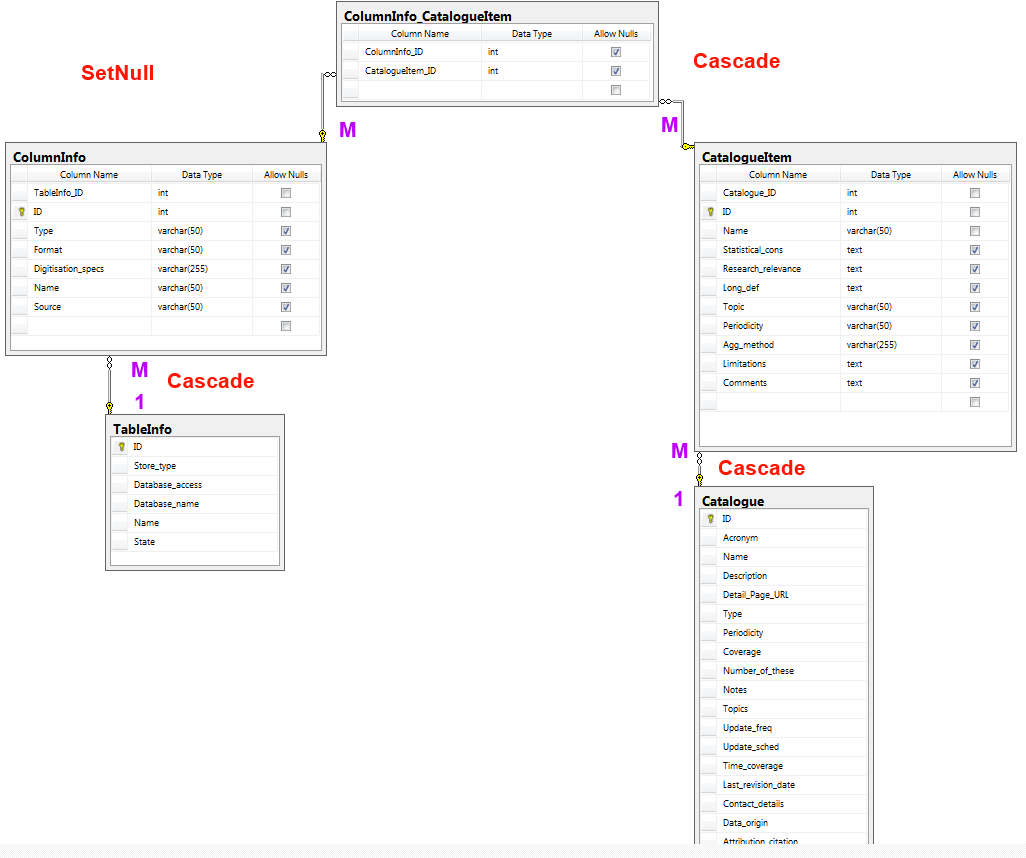 ColumnInfo_CatalogueItem
Column Name Data Type Allow Nulls
ColumnInfo_ID int
CatalogueItem_ID int
SetNull
Cascade
M
M
ColumnInfo
Column Name Data Type Allow Nulls
TableInfo_ID int
ID int
Type varchar(50)
Format varchar(50)
Digitisation_specs varchar(255)
Name varchar(50)
Source varchar(50)
CatalogueItem
Column Name Data Type Allow Nulls
Catalogue_ID int
ID int
Name varchar(50)
Statistical_cons text
Research_relevance text
Long_def text
Topic varchar(50)
Periodicity varchar(50)
Agg_method varchar(255)
Limitations text
Comments text
M
Cascade
1
TableInfo
ID
Store_type
Database_access
Database_name
Name
State
M
Cascade
1
Catalogue
ID
Acronym
Name
Description
Detail_Page_URL
Type
Periodicity
Coverage
Number_of_these
Notes
Topics
Update_freq
Update_sched
Time_coverage
Last_revision_date
Contact_details
Data_origin
Attribution_citation